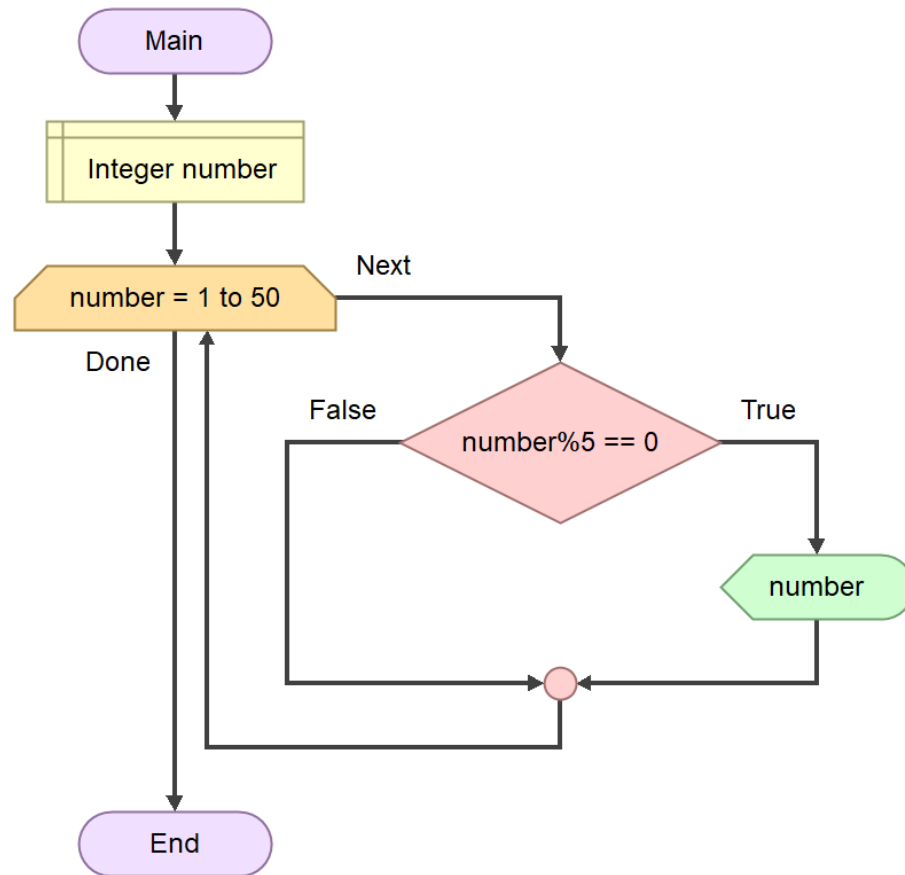 Main
Integer number
number = 1 to 50
Next
Done
False
True
number%5 == 0
number
End